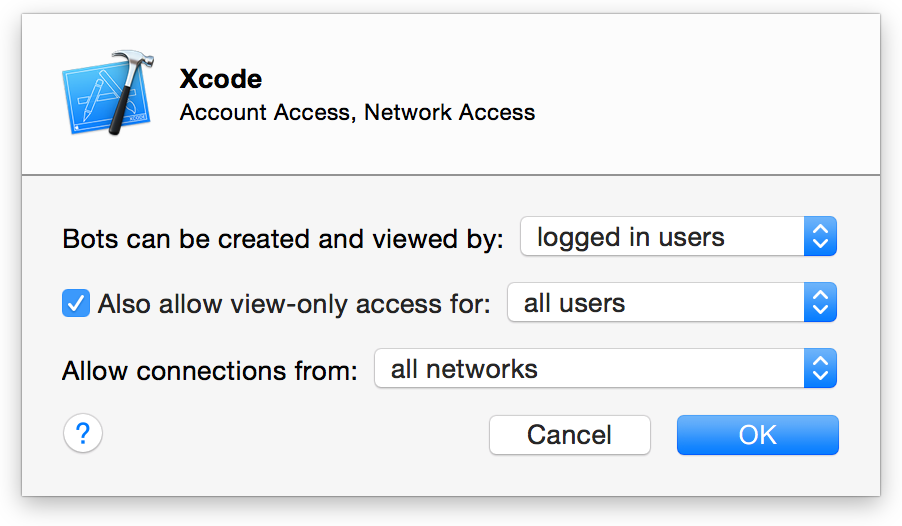 Xcode
Account Access, Network Access
Bots can be created and viewed by: logged in users
Also allow view-only access for: all users
Allow connections from: all networks
? Cancel OK